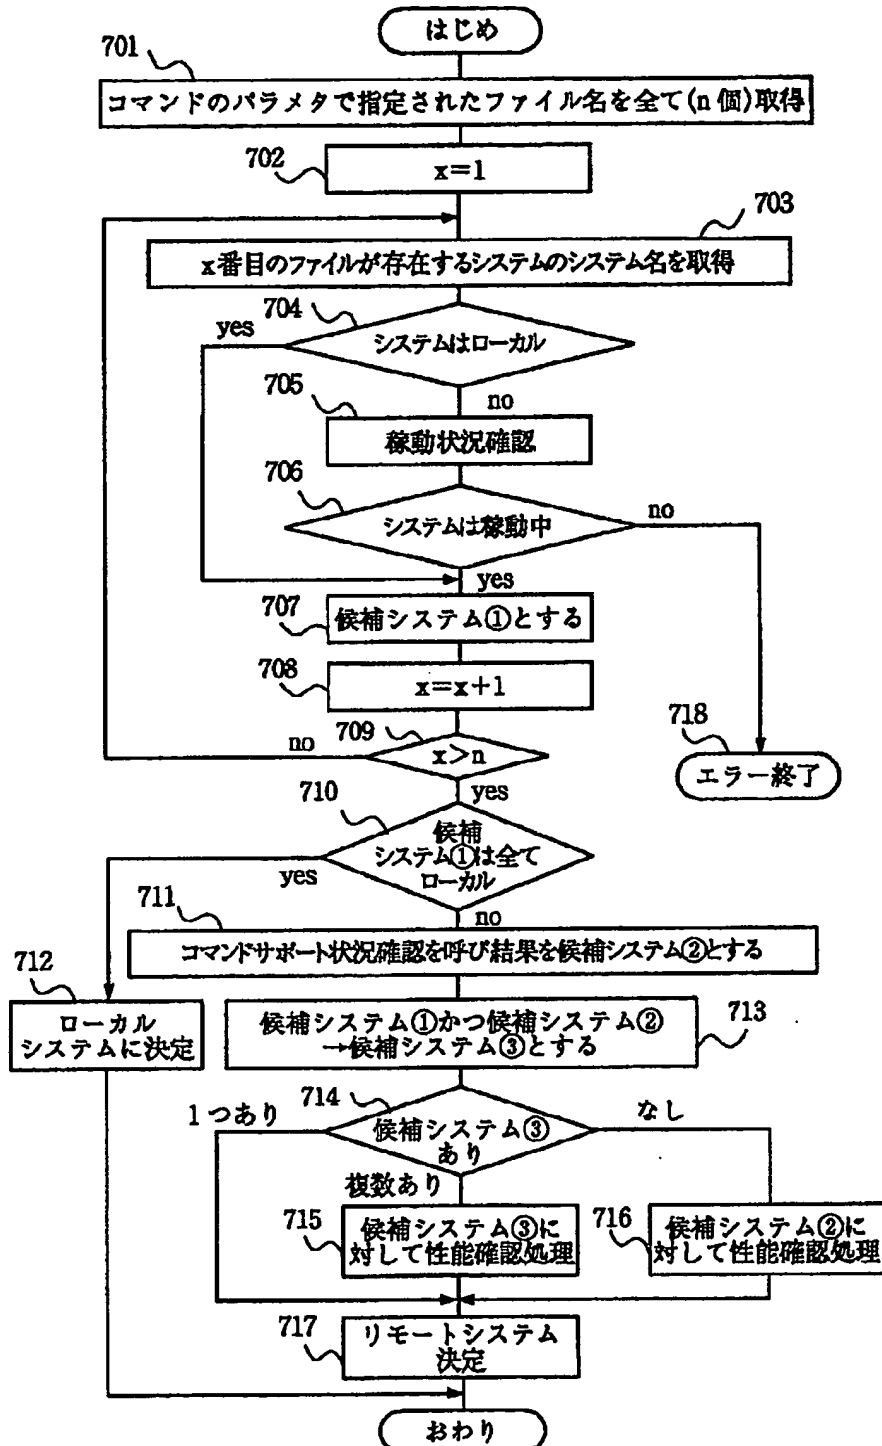 はじめ
701
コマンドのパラメタで指定されたファイル名を全て(n個)取得
702
x=1
703
x番目のファイルが存在するシステムのシステム名を取得
704
yes
システムはローカル
705
no
稼動状況確認
706
システムは稼動中
no
yes
707
候補システム①とする
708
x=x+1
709
no
x>n
718
エラー終了
yes
710
候補
システム①は全て
ローカル
yes
no
711
コマンドサポート状況確認を呼び結果を候補システム②とする
712
ローカル
システムに決定
候補システム①かつ候補システム②
→候補システム③とする
713
714
1つあり
なし
候補システム③
あり
複数あり
715
候補システム③に
対して性能確認処理
716
候補システム②に
対して性能確認処理
717
リモートシステム
決定
おわり